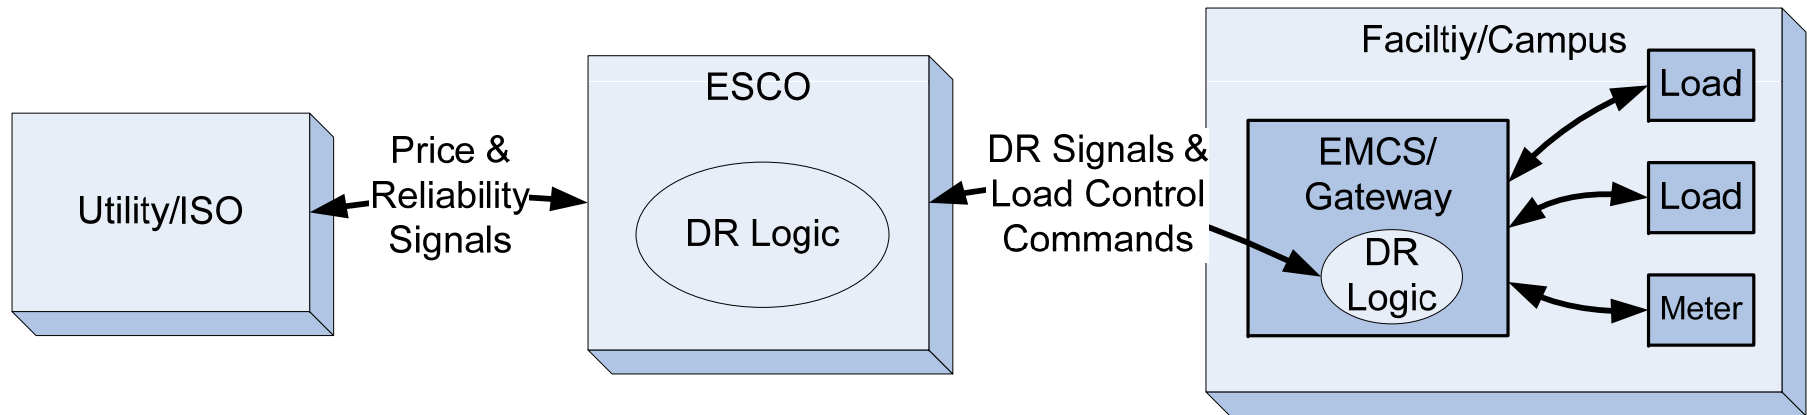 Utility/ISO
Price &
Reliability
Signals
ESCO
DR Logic
DR Signals &
Load Control
Commands
Faciltiy/Campus
EMCS/
Gateway
DR
Logic
Load
Load
Meter